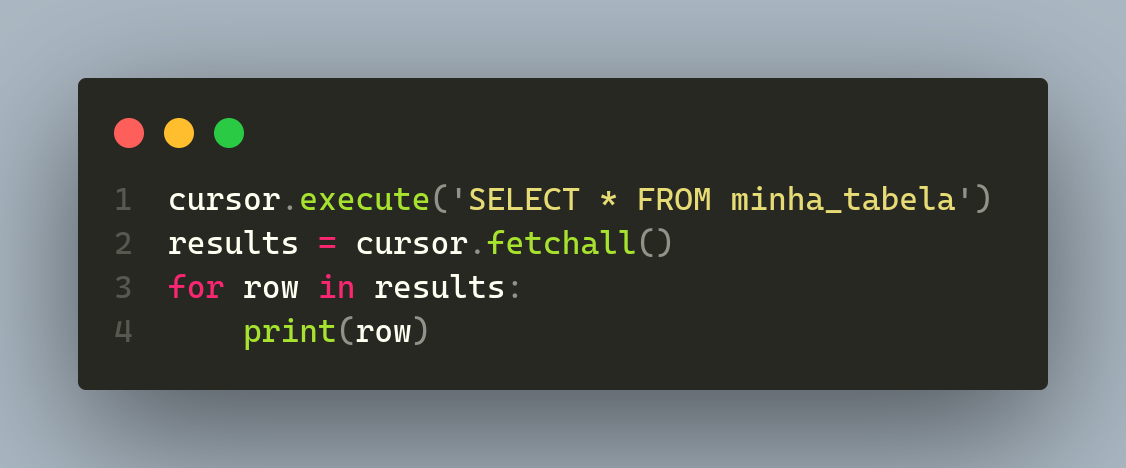 1 cursor.execute('SELECT * FROM minha_tabela')
2 results = cursor.fetchall()
3 for row in results:
4     print(row)